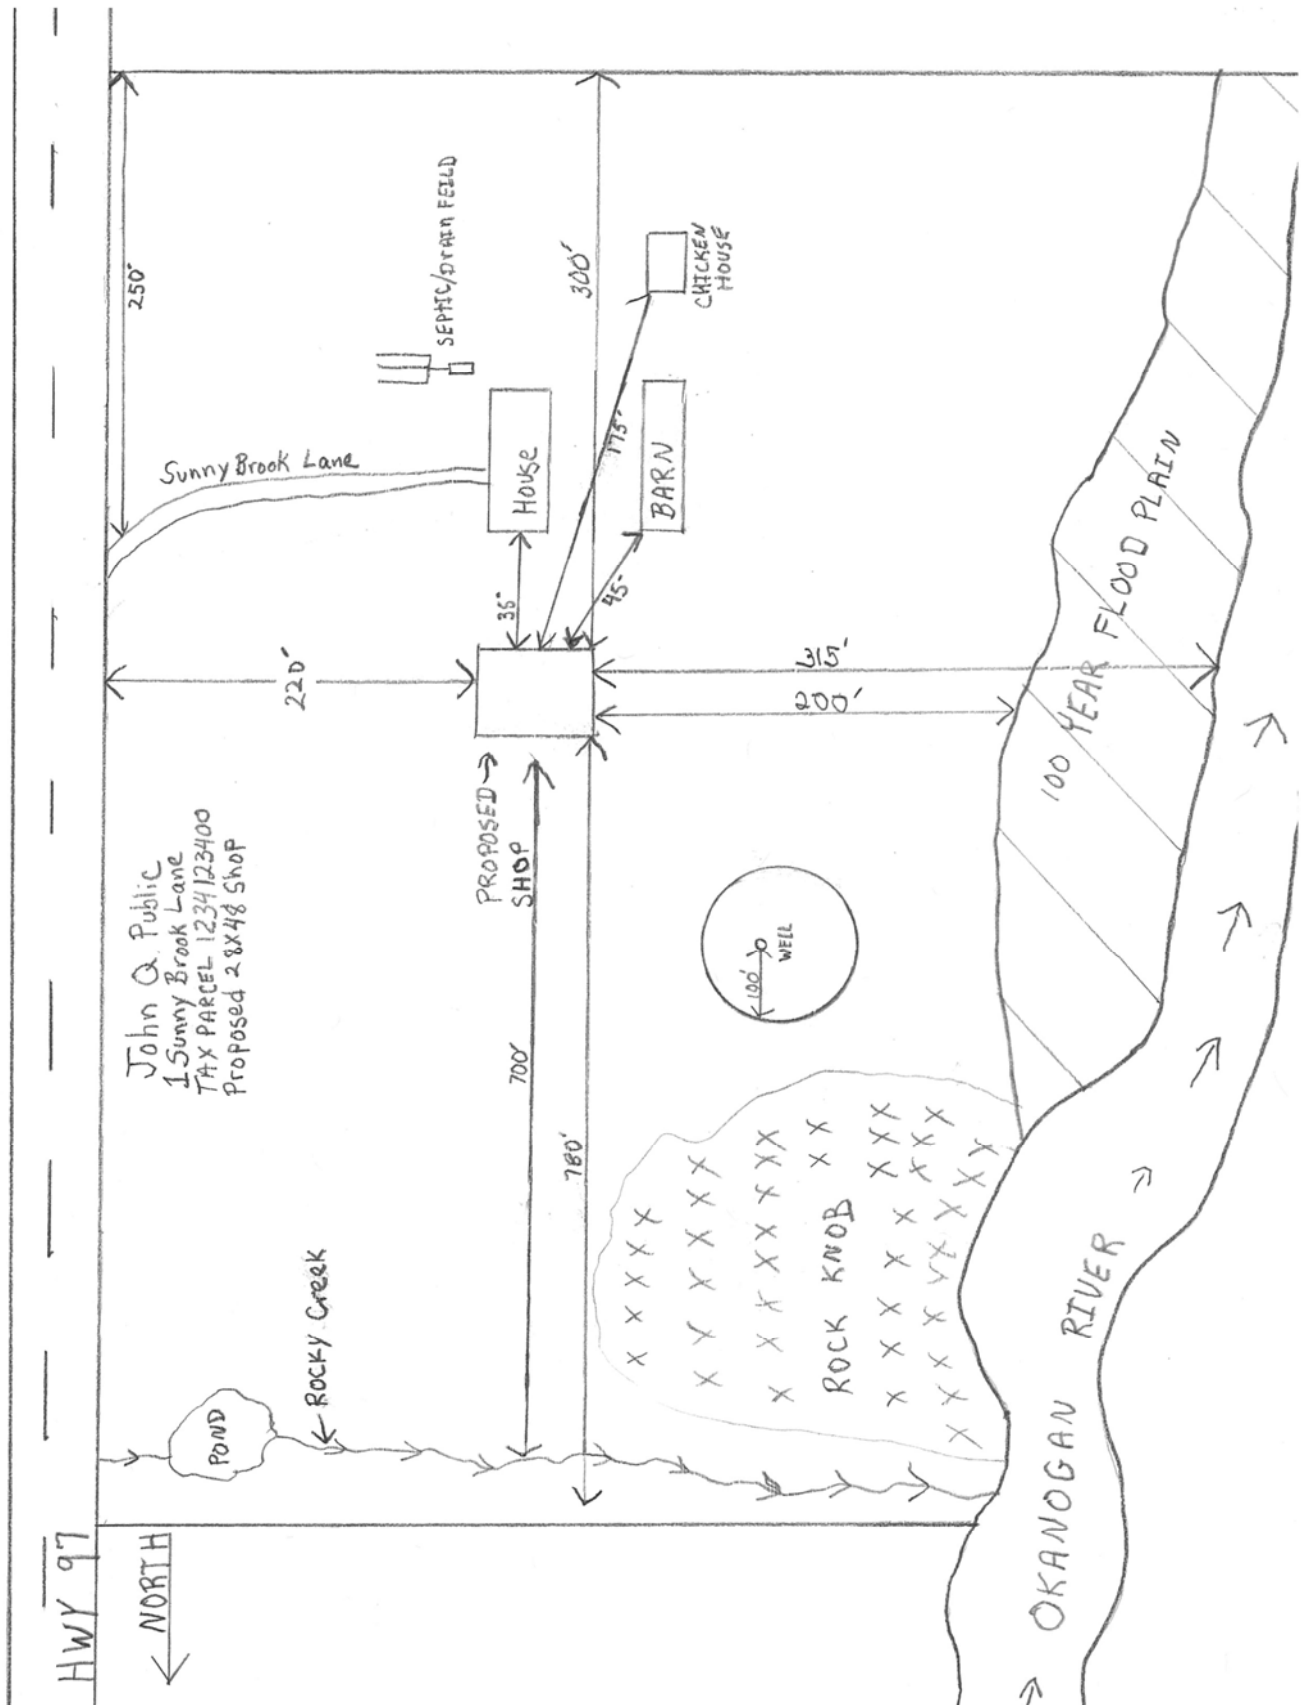 HWY 97
NORTH
John Q Public
1 Sunny Brook Lane
TAX PARCEL 1234123400
Proposed 28X48 Shop
250'
Sunny Brook Lane
SEPTIC/DrAIN FEILD
House
300'
CHICKEN
HOUSE
175'
BARN
45'
35'
220'
315'
200'
PROPOSED
SHOP
700'
780'
100'
WELL
POND
ROCKY Creek
ROCK KNOB
100 YEAR FLOOD PLAIN
OKANOGAN RIVER